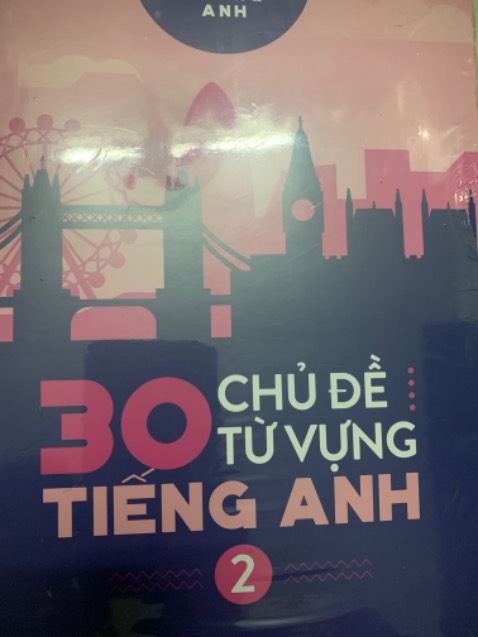 ANH
30 CHỦ ĐỀ
TỪ VỰNG
TIẾNG ANH
2